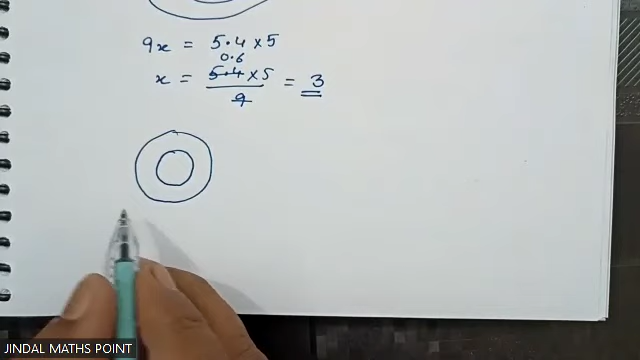 9x = 5.4 × 5
0.6
x = 5.4 × 5 / 9 = 3
JINDAL MATHS POINT